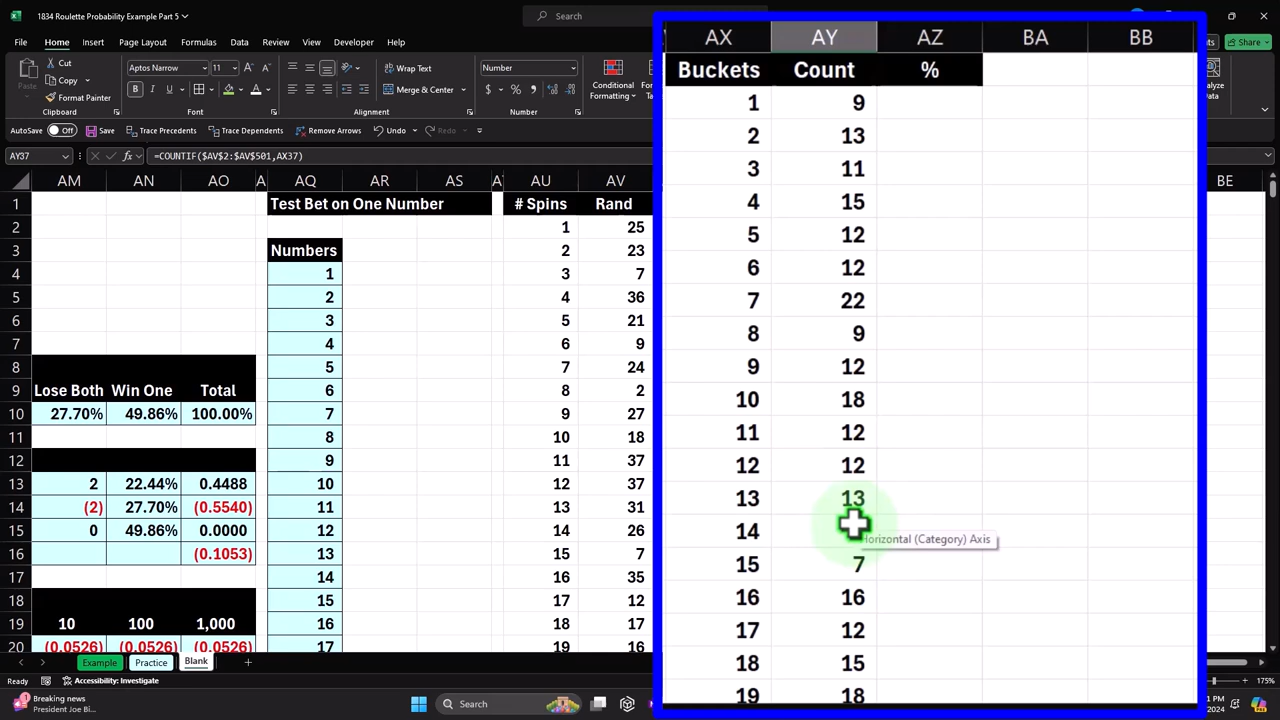 1834 Roulette Probability Example Part 5
Search
File Home Insert Page Layout Formulas Data Review View Developer Help
Share
Cut
Copy
Format Painter
Clipboard
Aptos Narrow 12
B I U
Font
Wrap Text
Merge & Center
Alignment
Number
$ %
Number
Conditional
Formatting
AutoSave Off Save Trace Precedents Trace Dependents Remove Arrows Undo Redo
AY37 fx =COUNTIF($AV$2:$AV$501,AX37)
AM AN AO AQ AR AS AU AV BE
1 Test Bet on One Number # Spins Rand
2 1 25
3 Numbers 2 23
4 1 3 7
5 2 4 36
6 3 5 21
7 4 6 9
8 5 7 24
9 Lose Both Win One Total 6 8 2
10 27.70% 49.86% 100.00% 7 9 27
11 8 10 18
12 9 11 37
13 2 22.44% 0.4488 10 12 37
14 (2) 27.70% (0.5540) 11 13 31
15 0 49.86% 0.0000 12 14 26
16 (0.1053) 13 15 7
17 14 16 35
18 15 17 12
19 10 100 1,000 16 18 17
20 (0.0526) (0.0526) (0.0526) 17 19 16
AX AY AZ BA BB
Buckets Count %
1 9
2 13
3 11
4 15
5 12
6 12
7 22
8 9
9 12
10 18
11 12
12 12
13 13
14
Horizontal (Category) Axis
15 7
16 16
17 12
18 15
19 18
Example Practice Blank +
Ready Accessibility: Investigate
175%
Breaking news
President Joe Bi...
Search